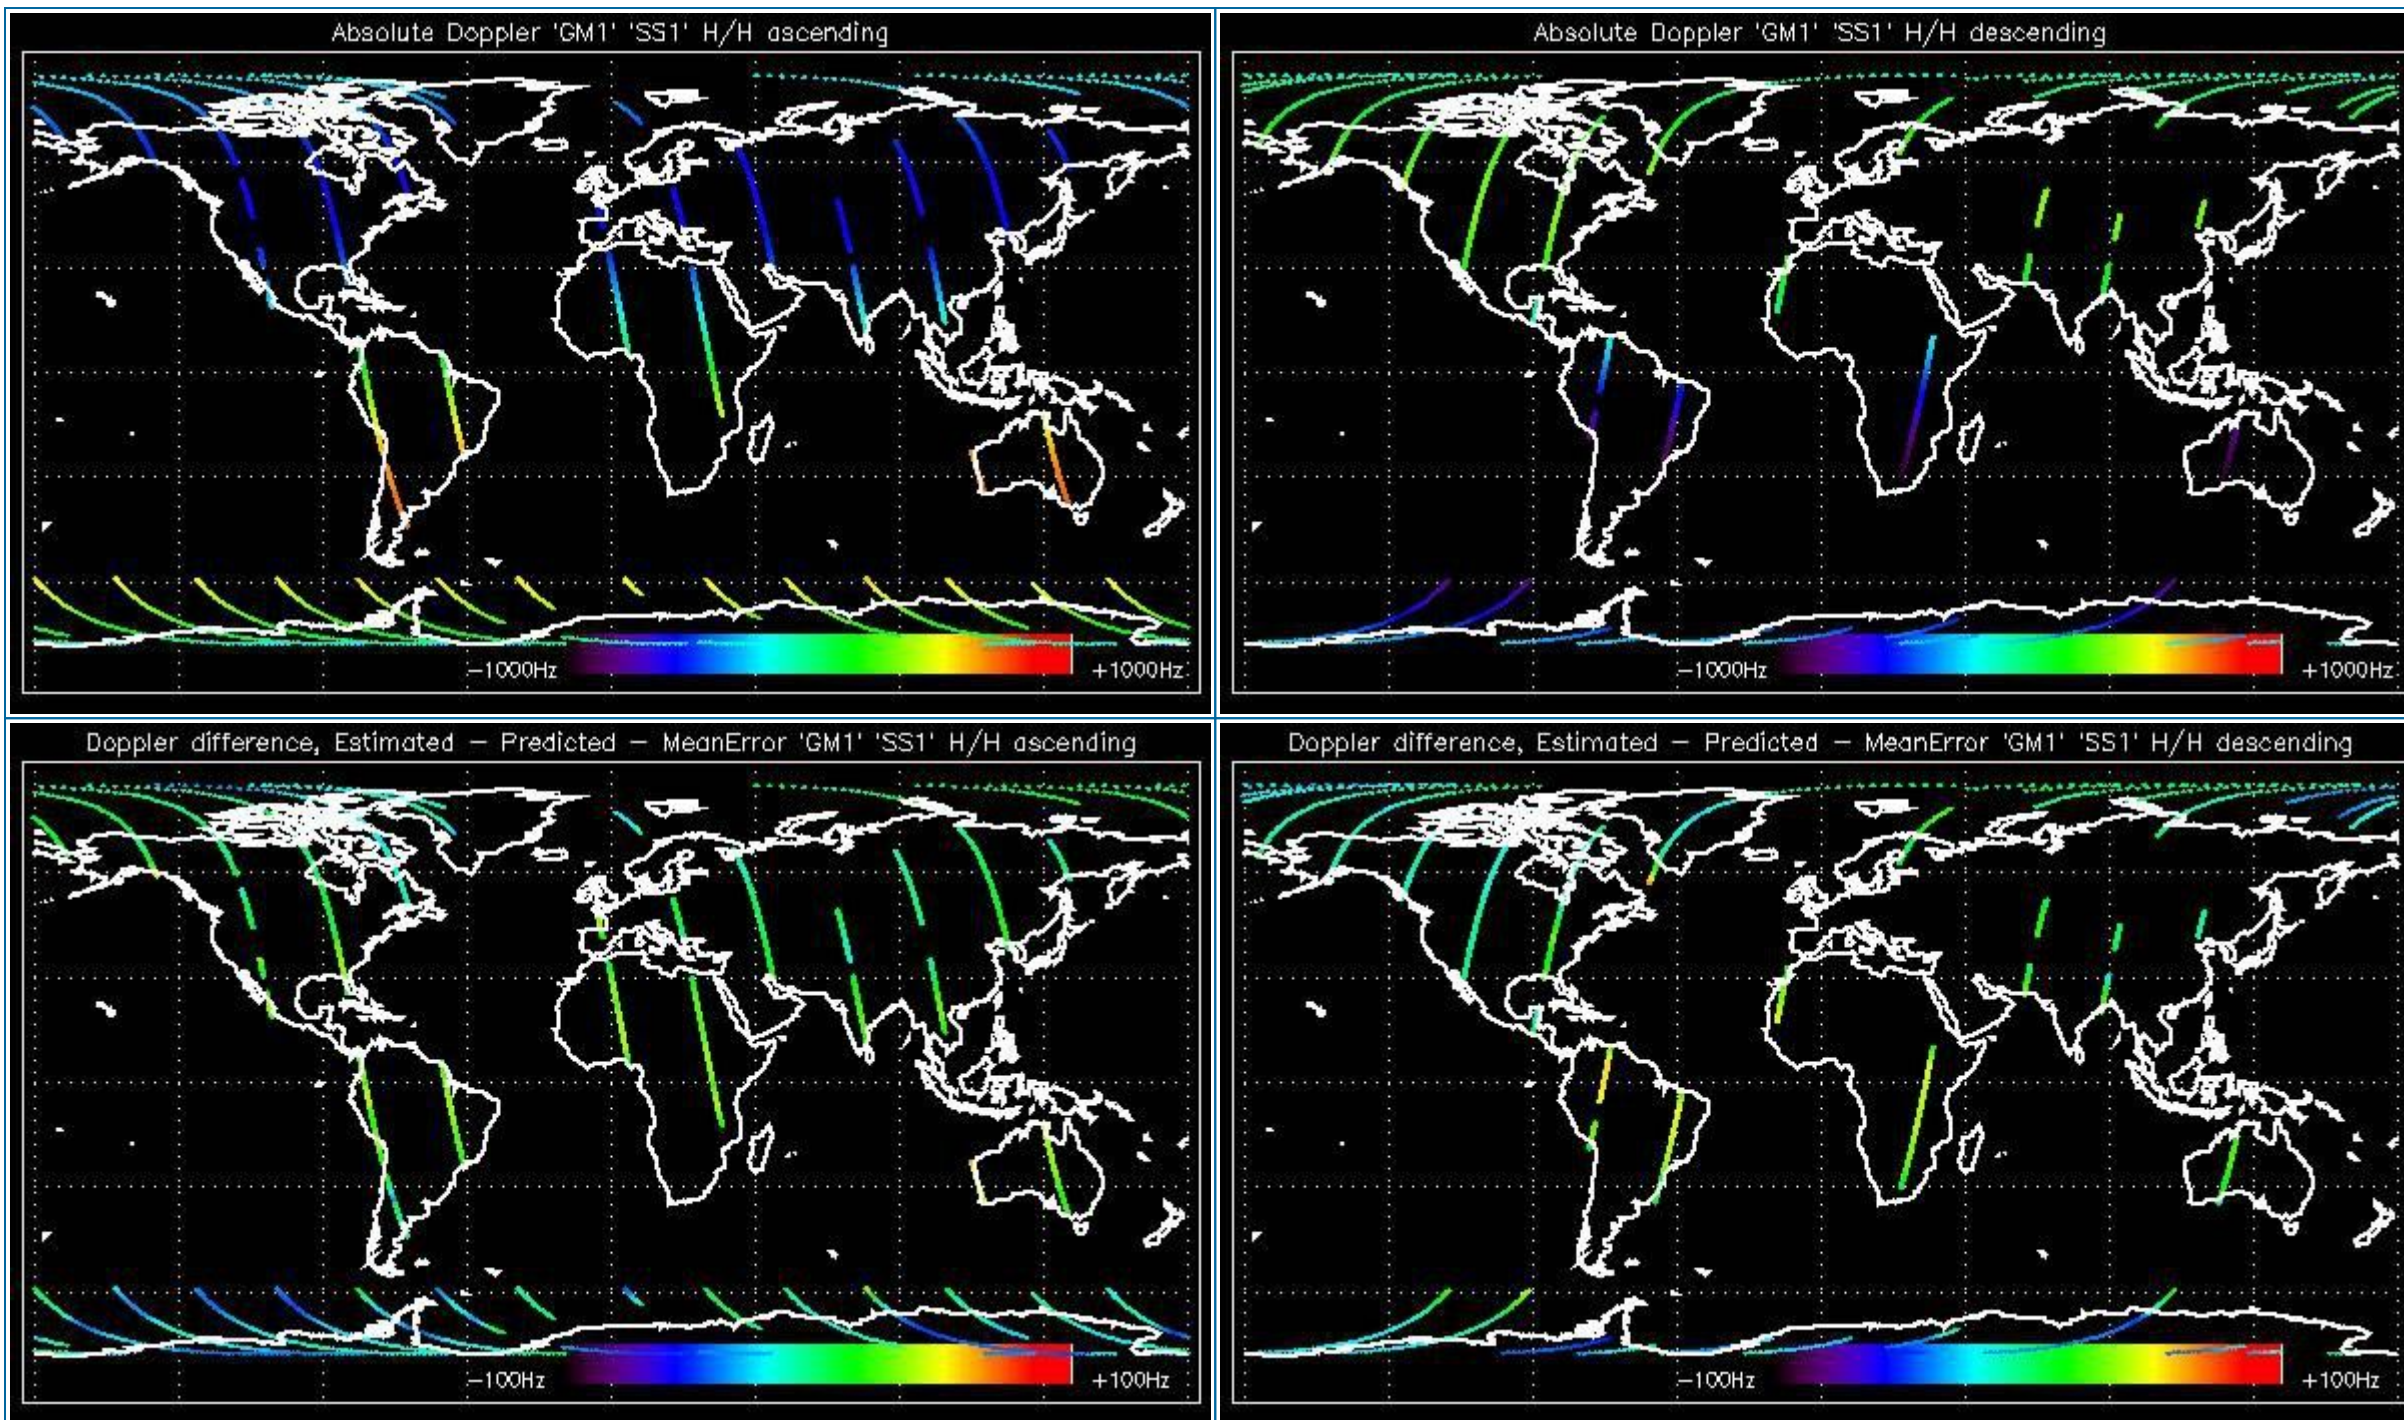 Absolute Doppler 'GM1' 'SS1' H/H ascending
-1000Hz +1000Hz
Absolute Doppler 'GM1' 'SS1' H/H descending
-1000Hz +1000Hz
Doppler difference, Estimated - Predicted - MeanError 'GM1' 'SS1' H/H ascending
-100Hz +100Hz
Doppler difference, Estimated - Predicted - MeanError 'GM1' 'SS1' H/H descending
-100Hz +100Hz